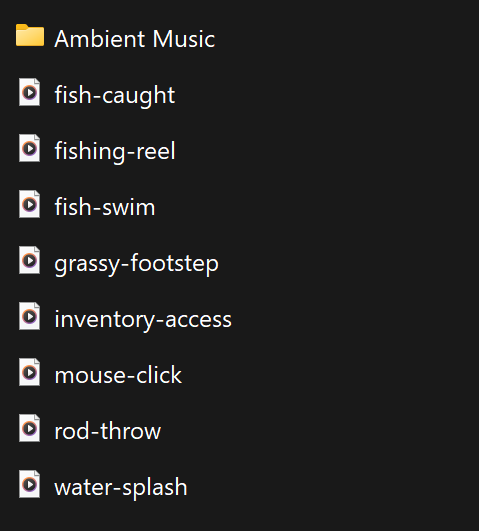 Ambient Music
fish-caught
fishing-reel
fish-swim
grassy-footstep
inventory-access
mouse-click
rod-throw
water-splash